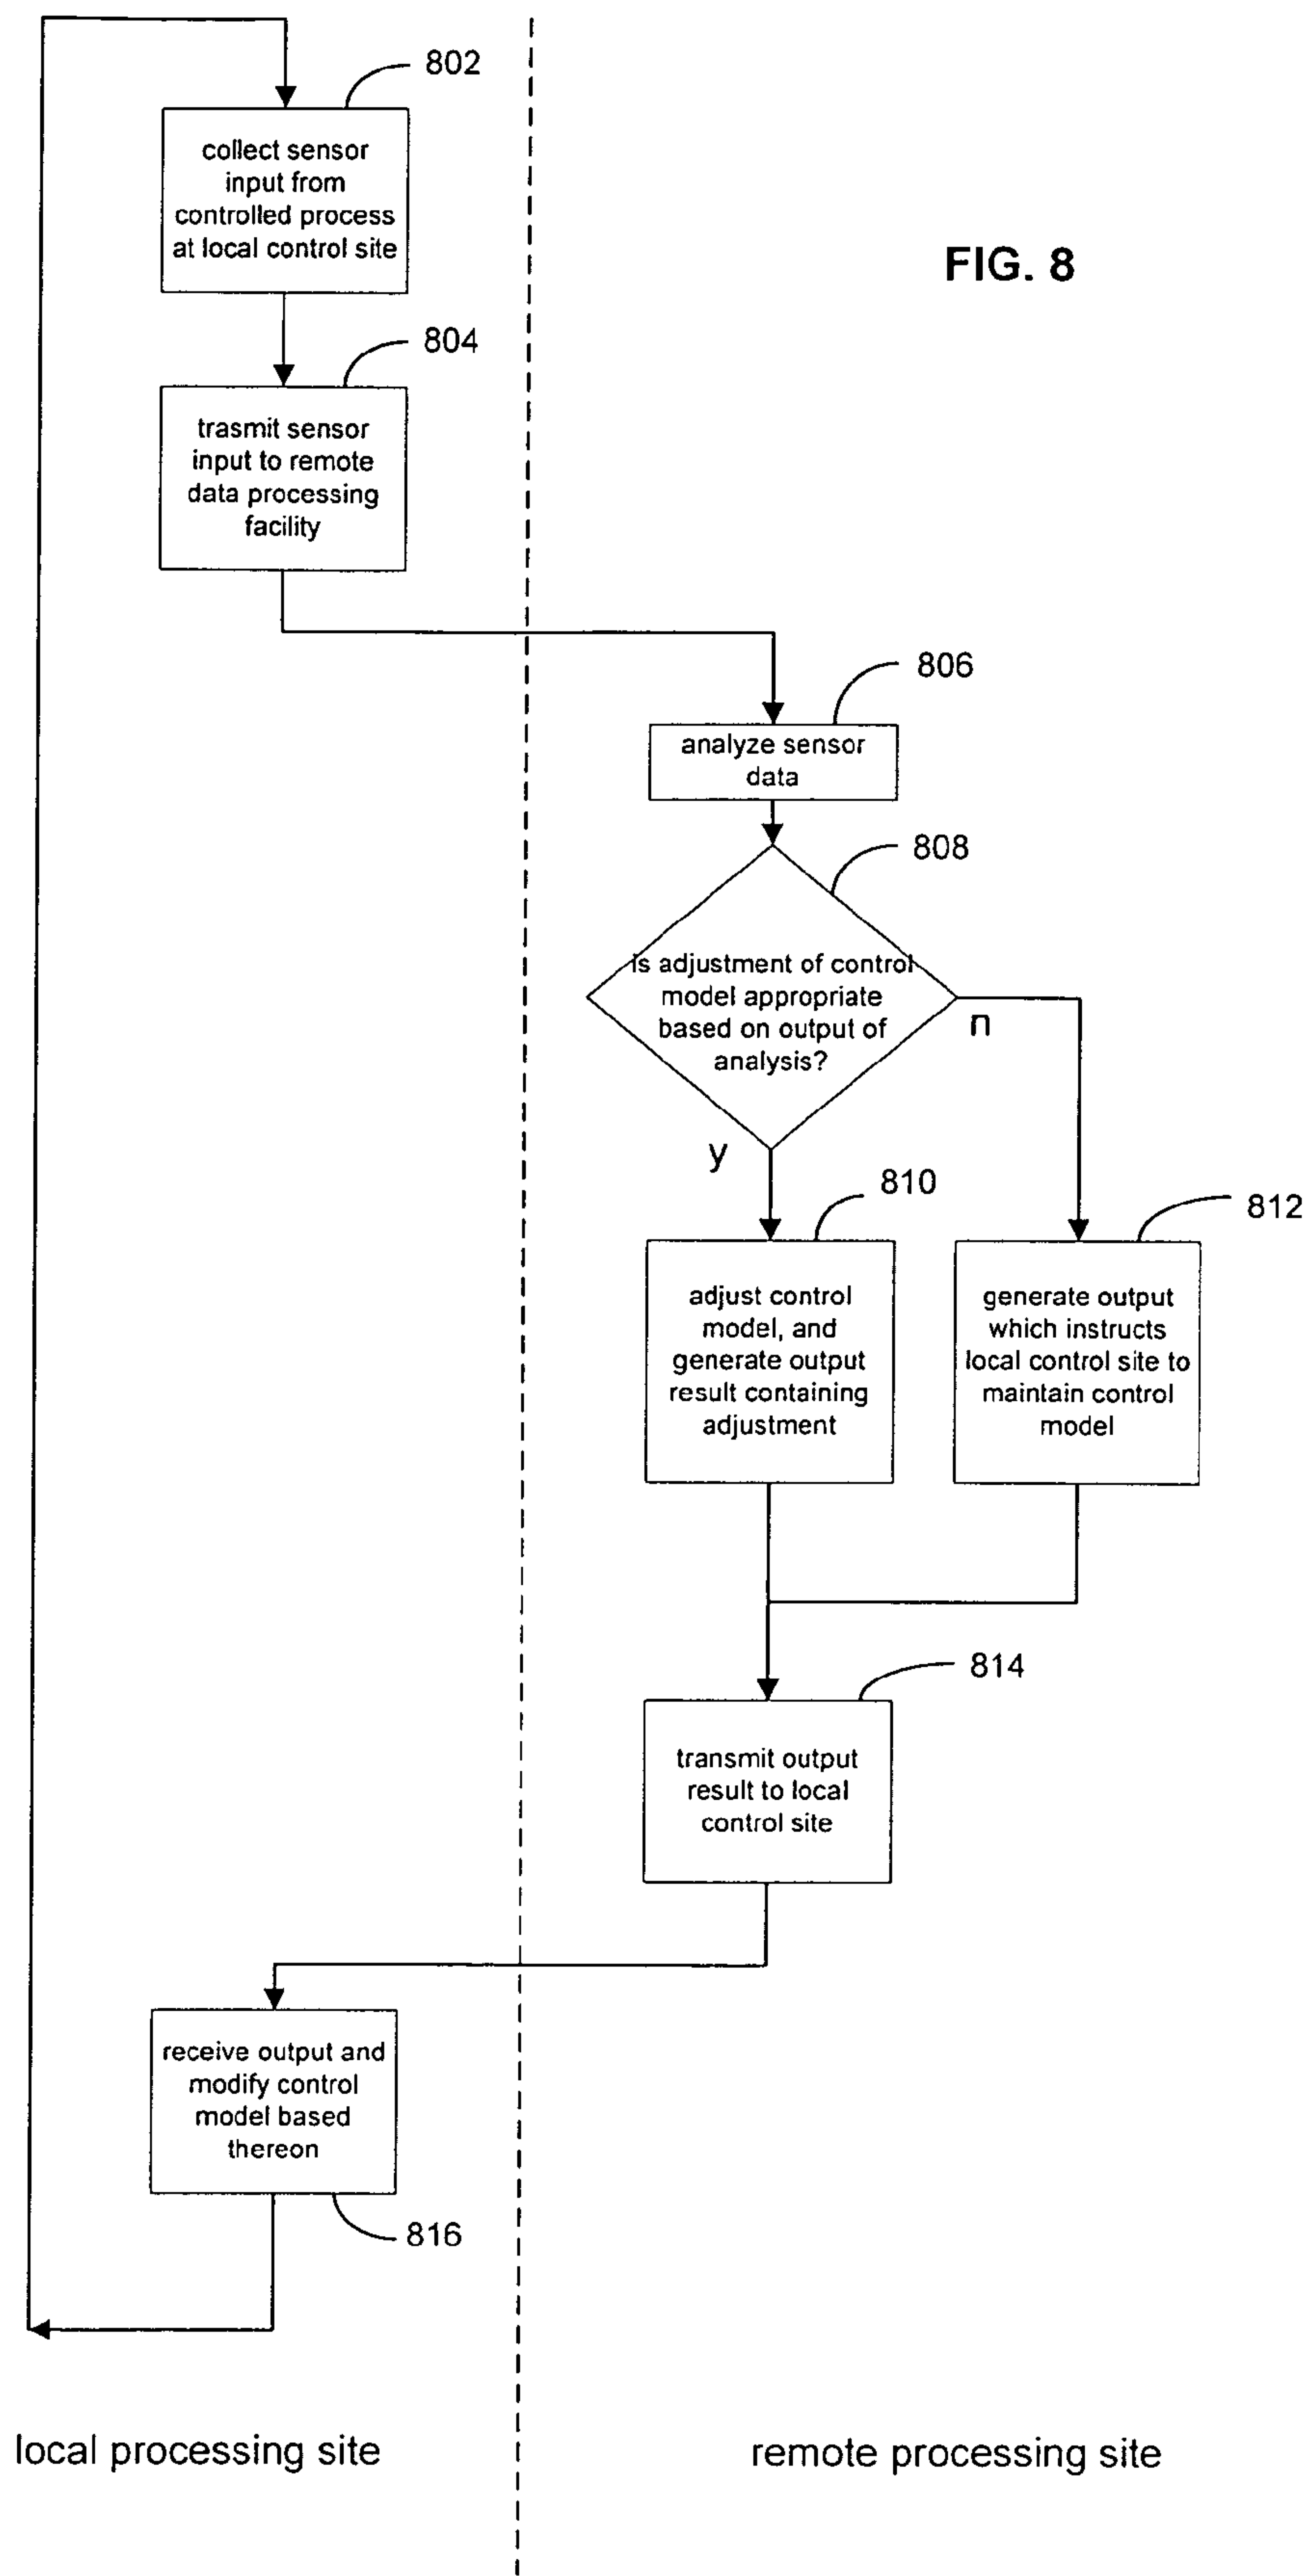 802
collect sensor
input from
controlled process
at local control site
FIG. 8
804
trasmit sensor
input to remote
data processing
facility
806
analyze sensor
data
808
is adjustment of control
model appropriate
based on output of
analysis?
n
y
810
812
adjust control
model, and
generate output
result containing
adjustment
generate output
which instructs
local control site to
maintain control
model
814
transmit output
result to local
control site
receive output and
modify control
model based
thereon
816
local processing site
remote processing site